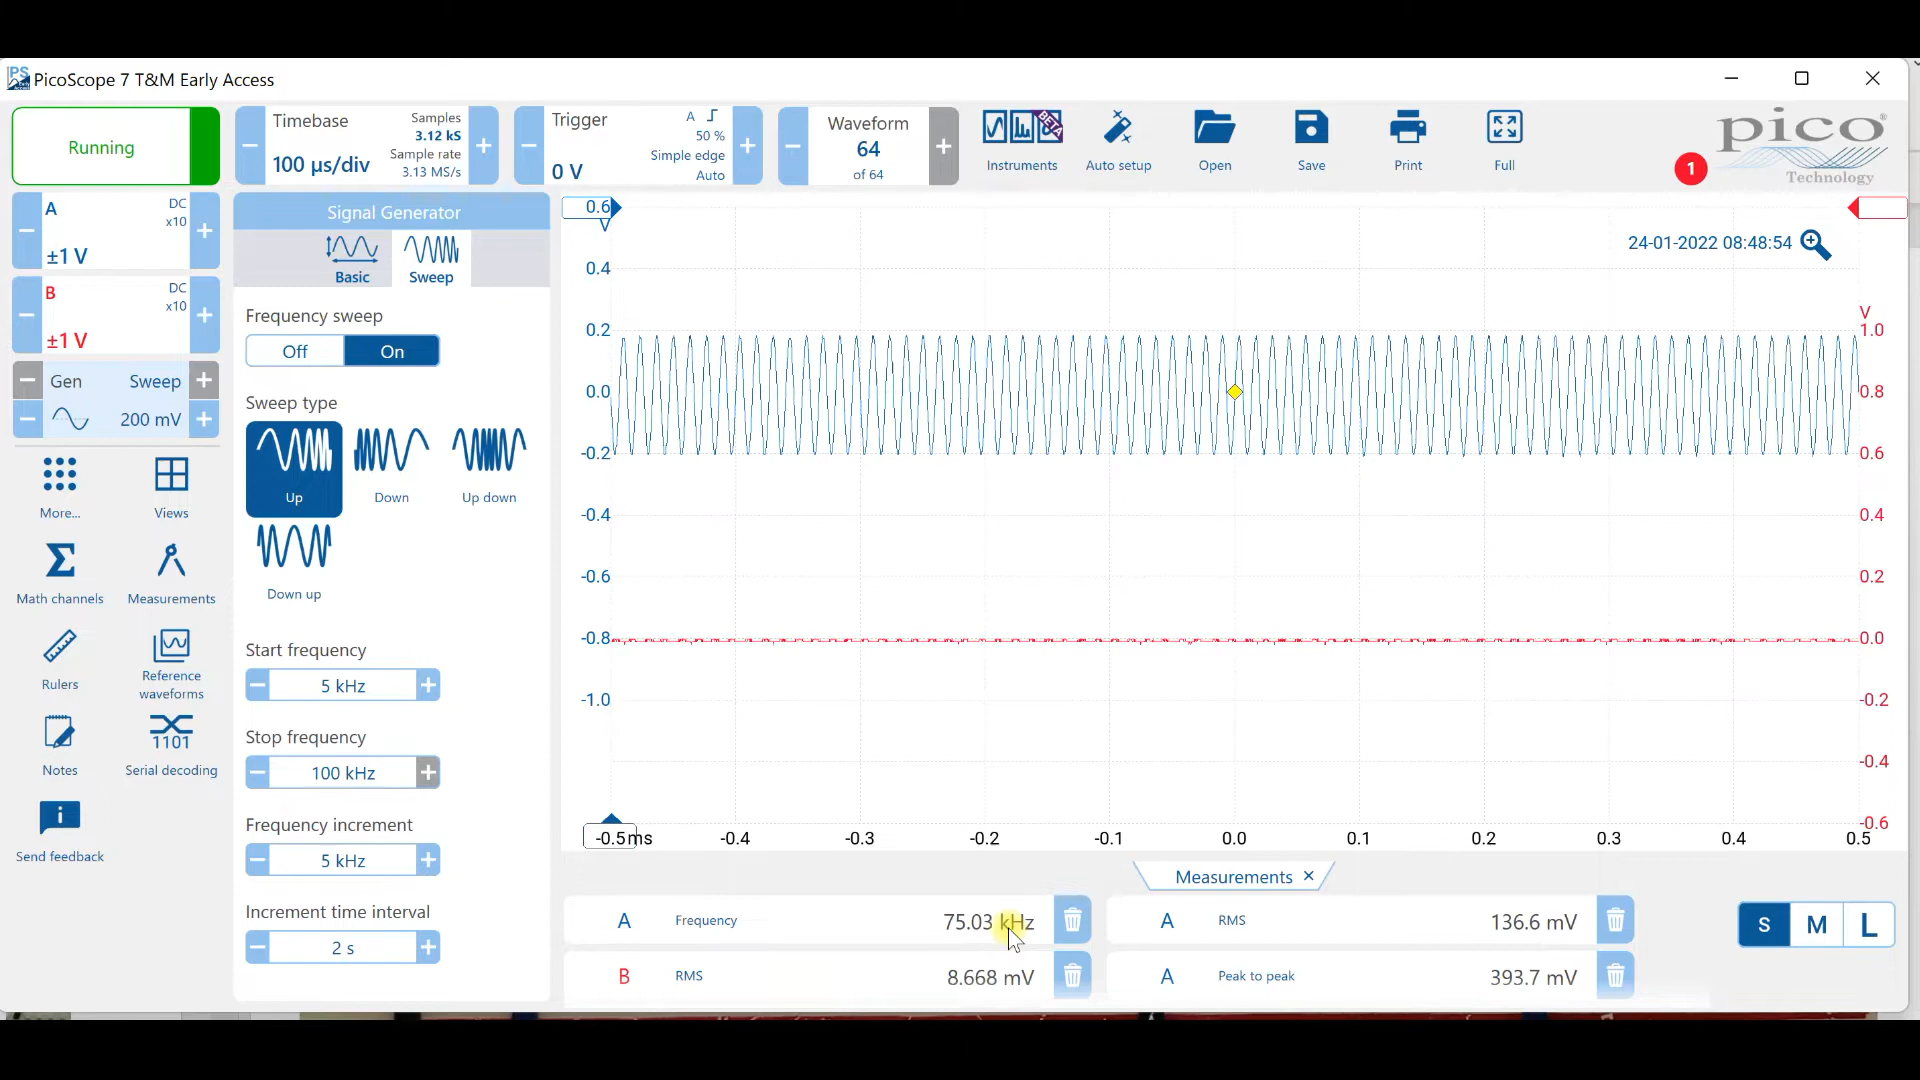 PicoScope 7 T&M Early Access
Running
Timebase
100 µs/div
Samples
3.12 kS
Sample rate
3.13 MS/s
Trigger
0 V
A
50 %
Simple edge
Auto
Waveform
64
of 64
Instruments
BETA
Auto setup
Open
Save
Print
Full
1
pico
Technology
A
DC
x10
±1 V
B
DC
x10
±1 V
Gen
Sweep
200 mV
More...
Views
Math channels
Measurements
Rulers
Reference
waveforms
Notes
1101
Serial decoding
Send feedback
Signal Generator
Basic
Sweep
Frequency sweep
Off
On
Sweep type
Up
Down
Up down
Down up
Start frequency
5 kHz
Stop frequency
100 kHz
Frequency increment
5 kHz
Increment time interval
2 s
24-01-2022 08:48:54
0.6
V
0.4
0.2
0.0
-0.2
-0.4
-0.6
-0.8
-1.0
V
1.0
0.8
0.6
0.4
0.2
0.0
-0.2
-0.4
-0.6
-0.5 ms
-0.4
-0.3
-0.2
-0.1
0.0
0.1
0.2
0.3
0.4
0.5
Measurements
A Frequency 75.03 kHz
A RMS 136.6 mV
B RMS 8.668 mV
A Peak to peak 393.7 mV
S M L